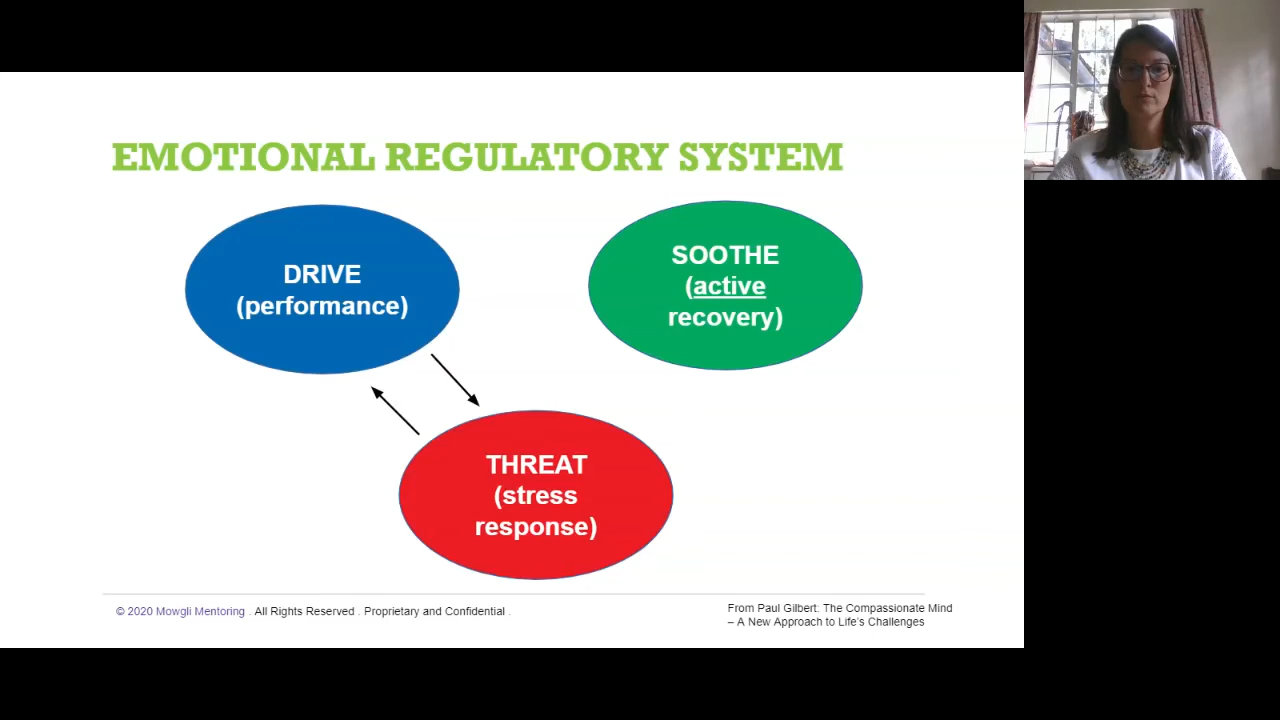 EMOTIONAL REGULATORY SYSTEM
DRIVE
(performance)
SOOTHE
(active
recovery)
THREAT
(stress
response)
© 2020 Mowgli Mentoring . All Rights Reserved . Proprietary and Confidential .
From Paul Gilbert: The Compassionate Mind
– A New Approach to Life's Challenges